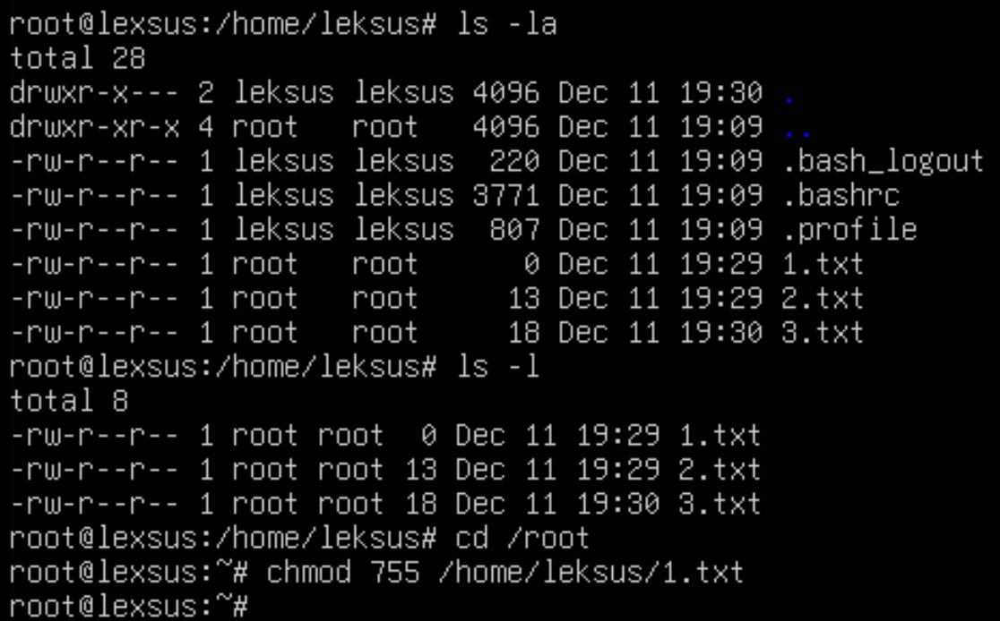 root@lexsus:/home/leksus# ls -la
total 28
drwxr-x--- 2 leksus leksus 4096 Dec 11 19:30 .
drwxr-xr-x 4 root   root   4096 Dec 11 19:09 ..
-rw-r--r-- 1 leksus leksus  220 Dec 11 19:09 .bash_logout
-rw-r--r-- 1 leksus leksus 3771 Dec 11 19:09 .bashrc
-rw-r--r-- 1 leksus leksus  807 Dec 11 19:09 .profile
-rw-r--r-- 1 root   root      0 Dec 11 19:29 1.txt
-rw-r--r-- 1 root   root     13 Dec 11 19:29 2.txt
-rw-r--r-- 1 root   root     18 Dec 11 19:30 3.txt
root@lexsus:/home/leksus# ls -l
total 8
-rw-r--r-- 1 root root  0 Dec 11 19:29 1.txt
-rw-r--r-- 1 root root 13 Dec 11 19:29 2.txt
-rw-r--r-- 1 root root 18 Dec 11 19:30 3.txt
root@lexsus:/home/leksus# cd /root
root@lexsus:~# chmod 755 /home/leksus/1.txt
root@lexsus:~#